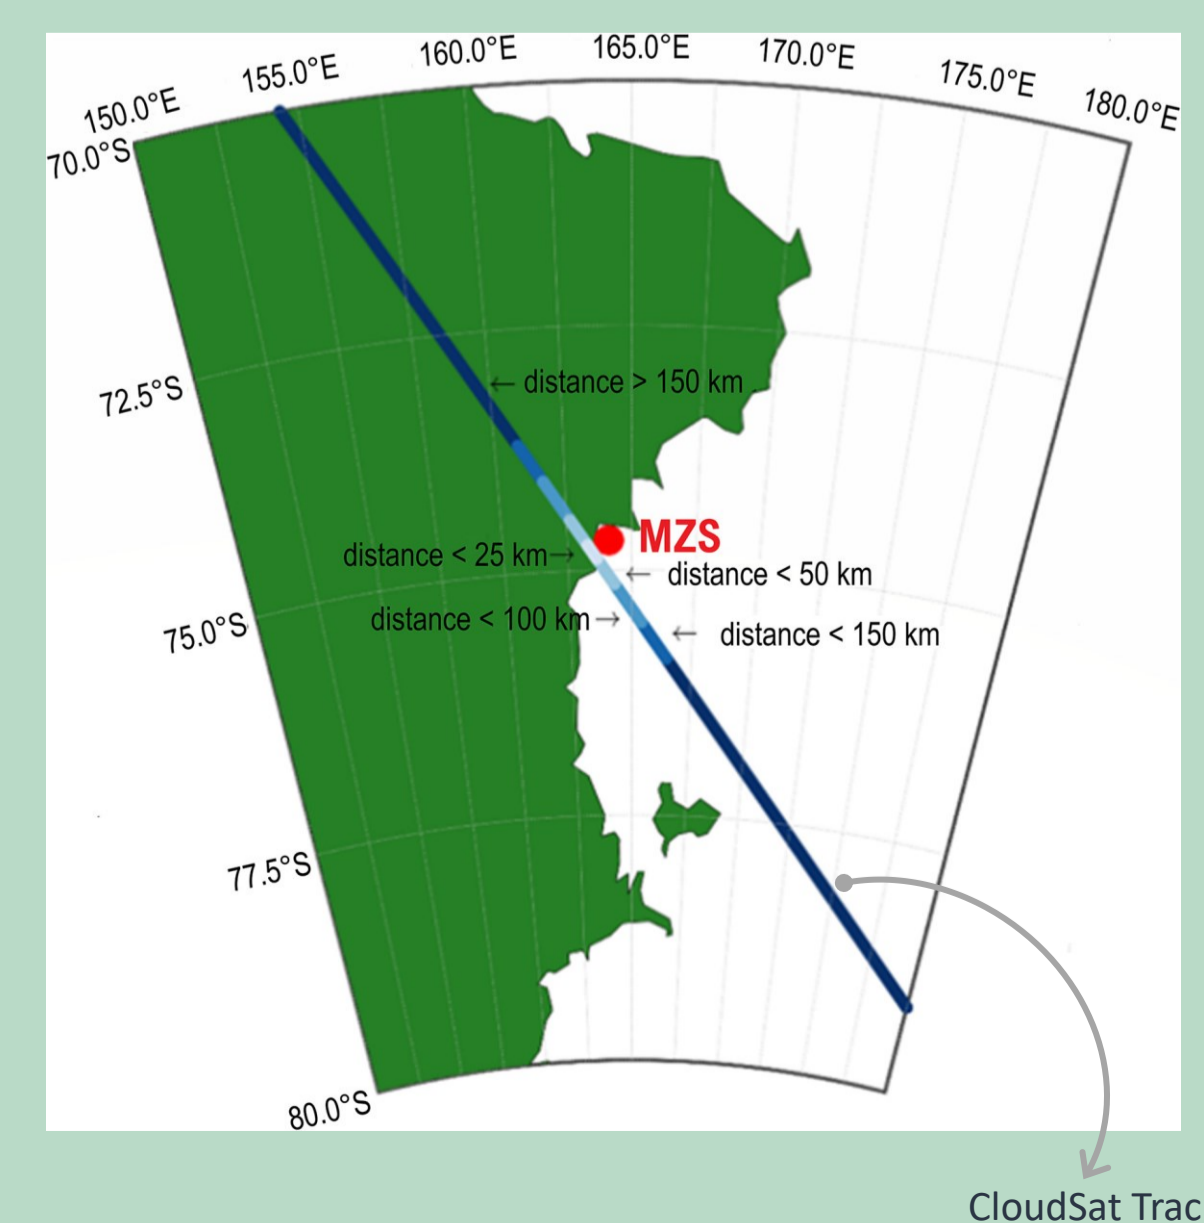 150.0°E
155.0°E
160.0°E
165.0°E
170.0°E
175.0°E
180.0°E
70.0°S
72.5°S
← distance > 150 km
MZS
distance < 25 km→
← distance < 50 km
distance < 100 km→
← distance < 150 km
75.0°S
77.5°S
80.0°S
CloudSat Trac